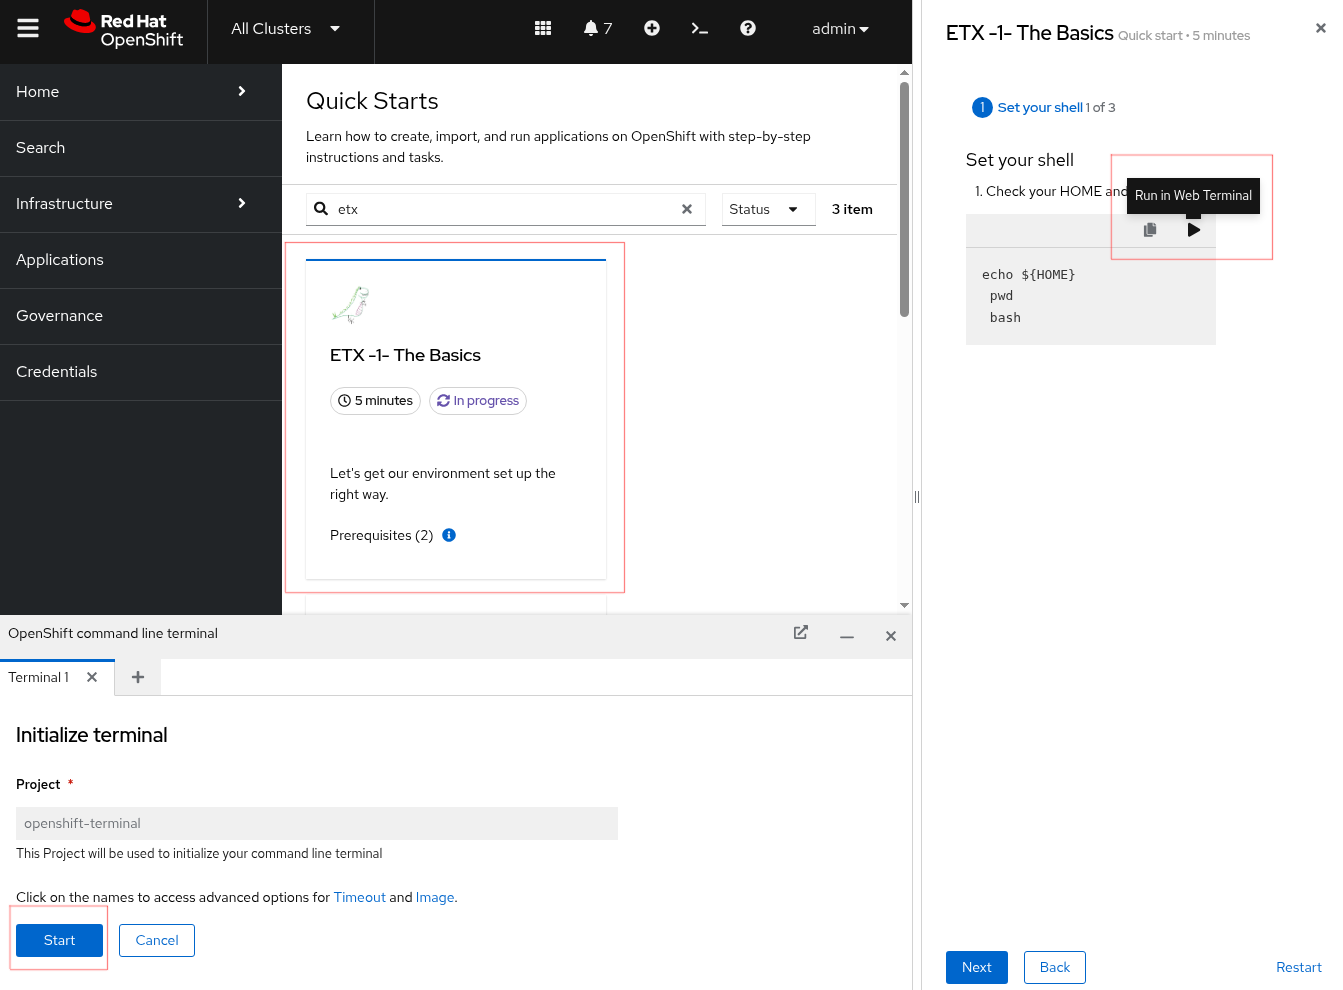 Red Hat
OpenShift
All Clusters
7
admin
Home
Search
Infrastructure
Applications
Governance
Credentials
Quick Starts
Learn how to create, import, and run applications on OpenShift with step-by-step
instructions and tasks.
etx
Status
3 item
ETX -1- The Basics
5 minutes
In progress
Let's get our environment set up the
right way.
Prerequisites (2)
OpenShift command line terminal
Terminal 1
Initialize terminal
Project *
openshift-terminal
This Project will be used to initialize your command line terminal
Click on the names to access advanced options for Timeout and Image.
Start
Cancel
ETX -1- The Basics Quick start • 5 minutes
1 Set your shell 1 of 3
Set your shell
1. Check your HOME and
Run in Web Terminal
echo ${HOME}
pwd
bash
Next
Back
Restart